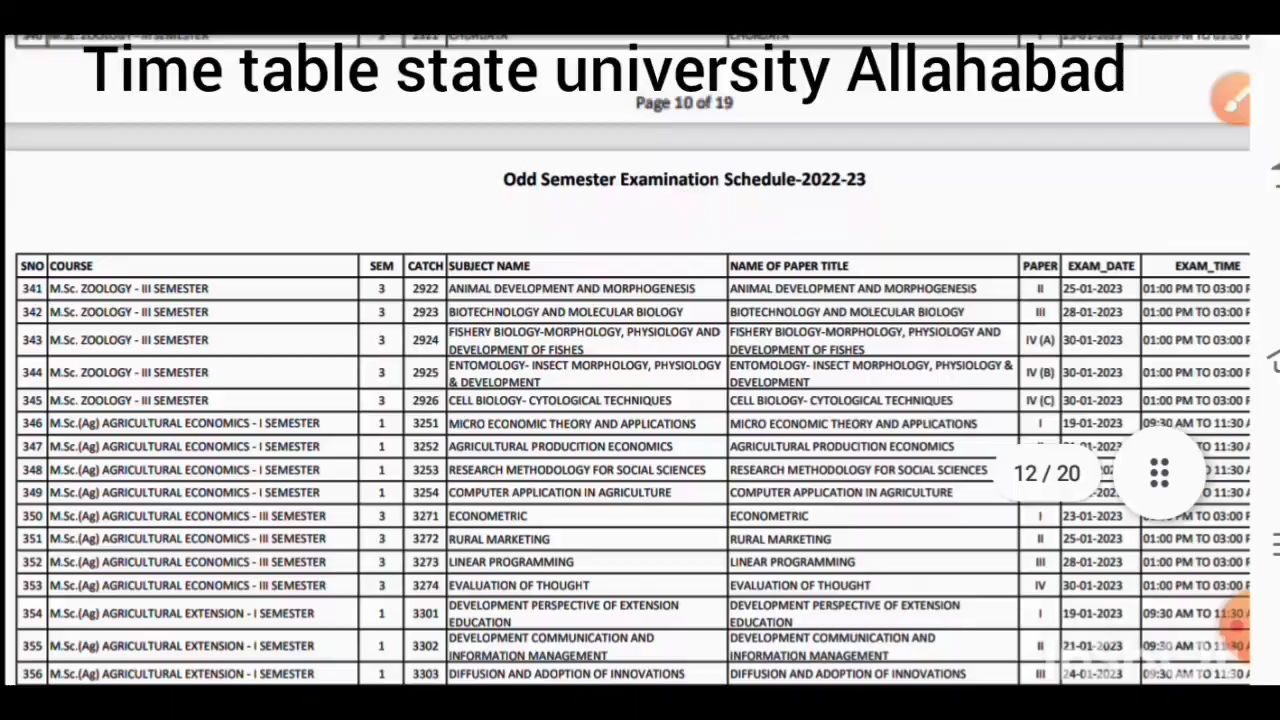 Time table state university Allahabad
Page 10 of 19
Odd Semester Examination Schedule-2022-23
SNO COURSE SEM CATCH SUBJECT NAME NAME OF PAPER TITLE PAPER EXAM_DATE EXAM_TIME
341 M.Sc. ZOOLOGY - III SEMESTER 3 2922 ANIMAL DEVELOPMENT AND MORPHOGENESIS ANIMAL DEVELOPMENT AND MORPHOGENESIS II 25-01-2023 01:00 PM TO 03:00 P
342 M.Sc. ZOOLOGY - III SEMESTER 3 2923 BIOTECHNOLOGY AND MOLECULAR BIOLOGY BIOTECHNOLOGY AND MOLECULAR BIOLOGY III 28-01-2023 01:00 PM TO 03:00 P
343 M.Sc. ZOOLOGY - III SEMESTER 3 2924 FISHERY BIOLOGY-MORPHOLOGY, PHYSIOLOGY AND FISHERY BIOLOGY-MORPHOLOGY, PHYSIOLOGY AND IV (A) 30-01-2023 01:00 PM TO 03:00 P
DEVELOPMENT OF FISHES DEVELOPMENT OF FISHES
344 M.Sc. ZOOLOGY - III SEMESTER 3 2925 ENTOMOLOGY- INSECT MORPHOLOGY, PHYSIOLOGY ENTOMOLOGY- INSECT MORPHOLOGY, PHYSIOLOGY & IV (B) 30-01-2023 01:00 PM TO 03:00 P
& DEVELOPMENT DEVELOPMENT
345 M.Sc. ZOOLOGY - III SEMESTER 3 2926 CELL BIOLOGY- CYTOLOGICAL TECHNIQUES CELL BIOLOGY- CYTOLOGICAL TECHNIQUES IV (C) 30-01-2023 01:00 PM TO 03:00 P
346 M.Sc.(Ag) AGRICULTURAL ECONOMICS - I SEMESTER 1 3251 MICRO ECONOMIC THEORY AND APPLICATIONS MICRO ECONOMIC THEORY AND APPLICATIONS I 19-01-2023 09:30 AM TO 11:30 A
347 M.Sc.(Ag) AGRICULTURAL ECONOMICS - I SEMESTER 1 3252 AGRICULTURAL PRODUCITION ECONOMICS AGRICULTURAL PRODUCITION ECONOMICS TO 11:30 A
348 M.Sc.(Ag) AGRICULTURAL ECONOMICS - I SEMESTER 1 3253 RESEARCH METHODOLOGY FOR SOCIAL SCIENCES RESEARCH METHODOLOGY FOR SOCIAL SCIENCES 12 / 20 TO 11:30 A
349 M.Sc.(Ag) AGRICULTURAL ECONOMICS - I SEMESTER 1 3254 COMPUTER APPLICATION IN AGRICULTURE COMPUTER APPLICATION IN AGRICULTURE TO 11:30 A
350 M.Sc.(Ag) AGRICULTURAL ECONOMICS - III SEMESTER 3 3271 ECONOMETRIC ECONOMETRIC I 23-01-2023 PM TO 03:00 P
351 M.Sc.(Ag) AGRICULTURAL ECONOMICS - III SEMESTER 3 3272 RURAL MARKETING RURAL MARKETING II 25-01-2023 01:00 PM TO 03:00 P
352 M.Sc.(Ag) AGRICULTURAL ECONOMICS - III SEMESTER 3 3273 LINEAR PROGRAMMING LINEAR PROGRAMMING III 28-01-2023 01:00 PM TO 03:00 P
353 M.Sc.(Ag) AGRICULTURAL ECONOMICS - III SEMESTER 3 3274 EVALUATION OF THOUGHT EVALUATION OF THOUGHT IV 30-01-2023 01:00 PM TO 03:00 P
354 M.Sc.(Ag) AGRICULTURAL EXTENSION - I SEMESTER 1 3301 DEVELOPMENT PERSPECTIVE OF EXTENSION DEVELOPMENT PERSPECTIVE OF EXTENSION I 19-01-2023 09:30 AM TO 11:30 A
EDUCATION EDUCATION
355 M.Sc.(Ag) AGRICULTURAL EXTENSION - I SEMESTER 1 3302 DEVELOPMENT COMMUNICATION AND DEVELOPMENT COMMUNICATION AND II 21-01-2023 09:30 AM TO 11:30 A
INFORMATION MANAGEMENT INFORMATION MANAGEMENT
356 M.Sc.(Ag) AGRICULTURAL EXTENSION - I SEMESTER 1 3303 DIFFUSION AND ADOPTION OF INNOVATIONS DIFFUSION AND ADOPTION OF INNOVATIONS III 24-01-2023 09:30 AM TO 11:30 A